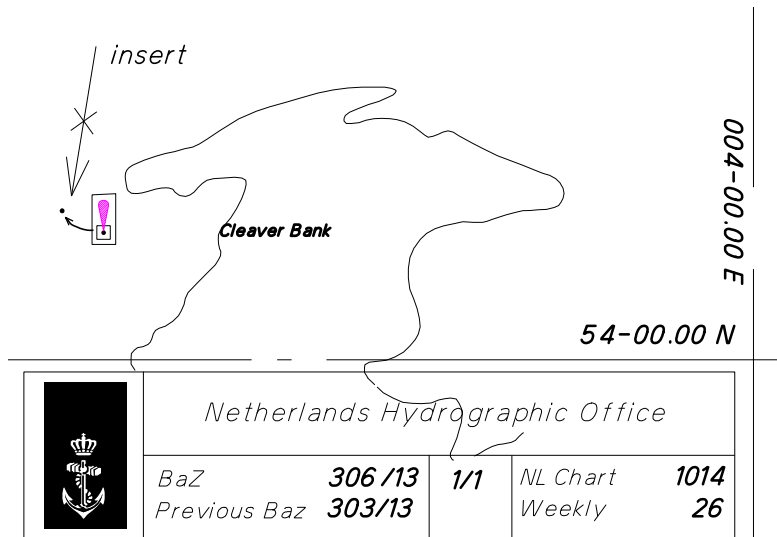 insert
004-00.00 E
Cleaver Bank
54-00.00 N
Netherlands Hydrographic Office
BaZ 306/13 1/1 NL Chart 1014
Previous Baz 303/13 Weekly 26